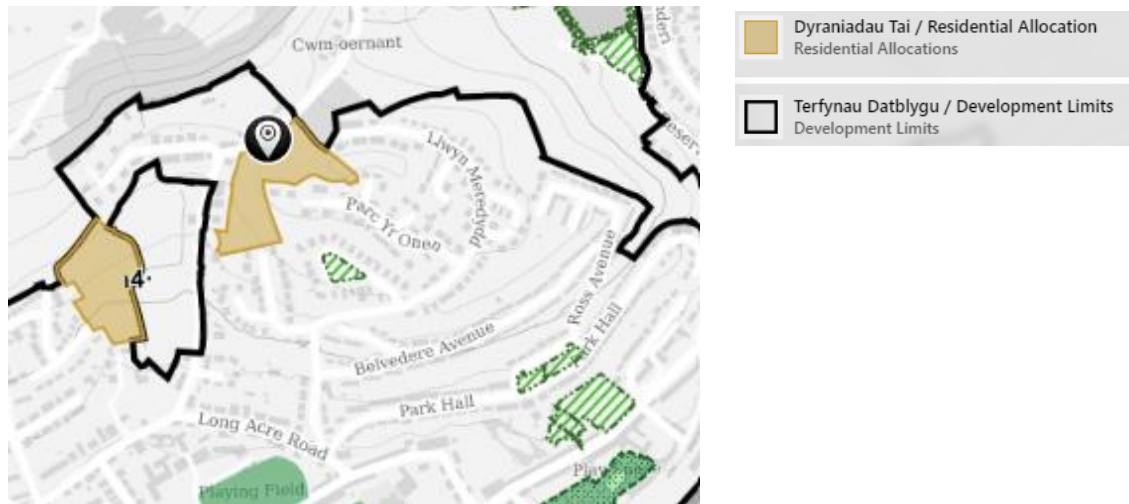 Cwm-oernant
Llwyn Meredydd
Parc Yr Onen
14
Ross Avenue
Park Hall
Belvedere Avenue
Park Hall
Long Acre Road
Playing Field
Dyraniadau Tai / Residential Allocation
Residential Allocations
Terfynau Datblygu / Development Limits
Development Limits